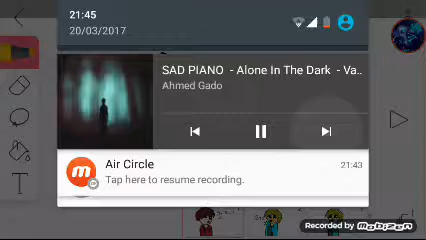 21:45
20/03/2017
SAD PIANO - Alone In The Dark - Va..
Ahmed Gado
Air Circle
21:43
Tap here to resume recording.
T
Recorded by Mobizen